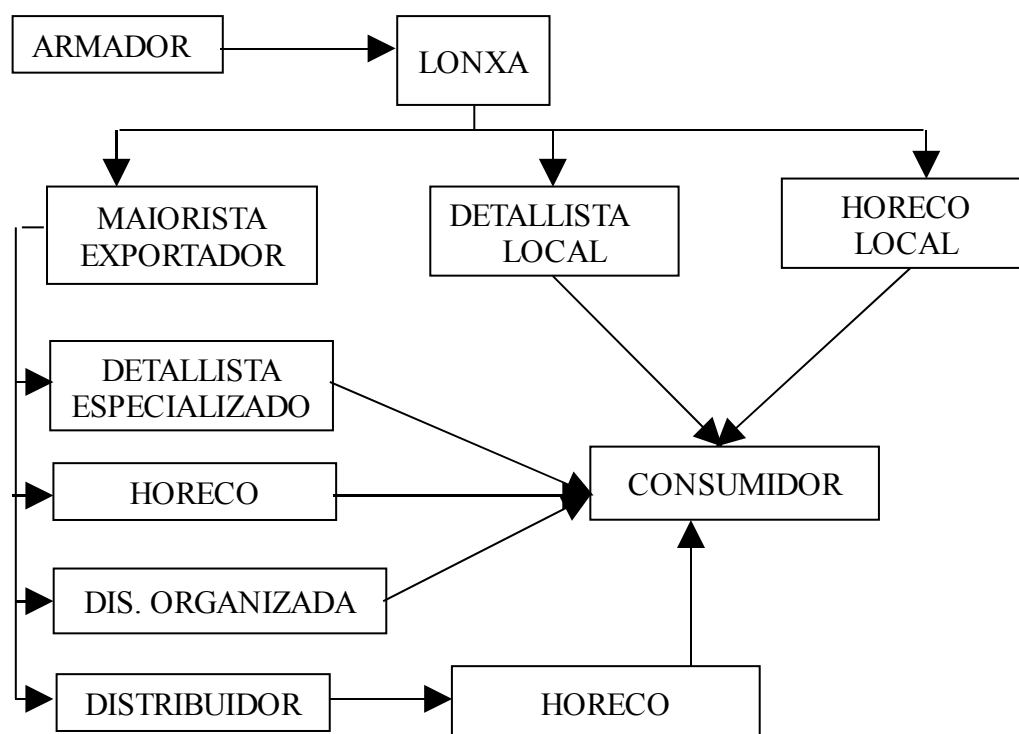 ARMADOR
LONXA
MAIORISTA
EXPORTADOR
DETALLISTA
LOCAL
HORECO
LOCAL
DETALLISTA
ESPECIALIZADO
HORECO
CONSUMIDOR
DIS. ORGANIZADA
DISTRIBUIDOR
HORECO